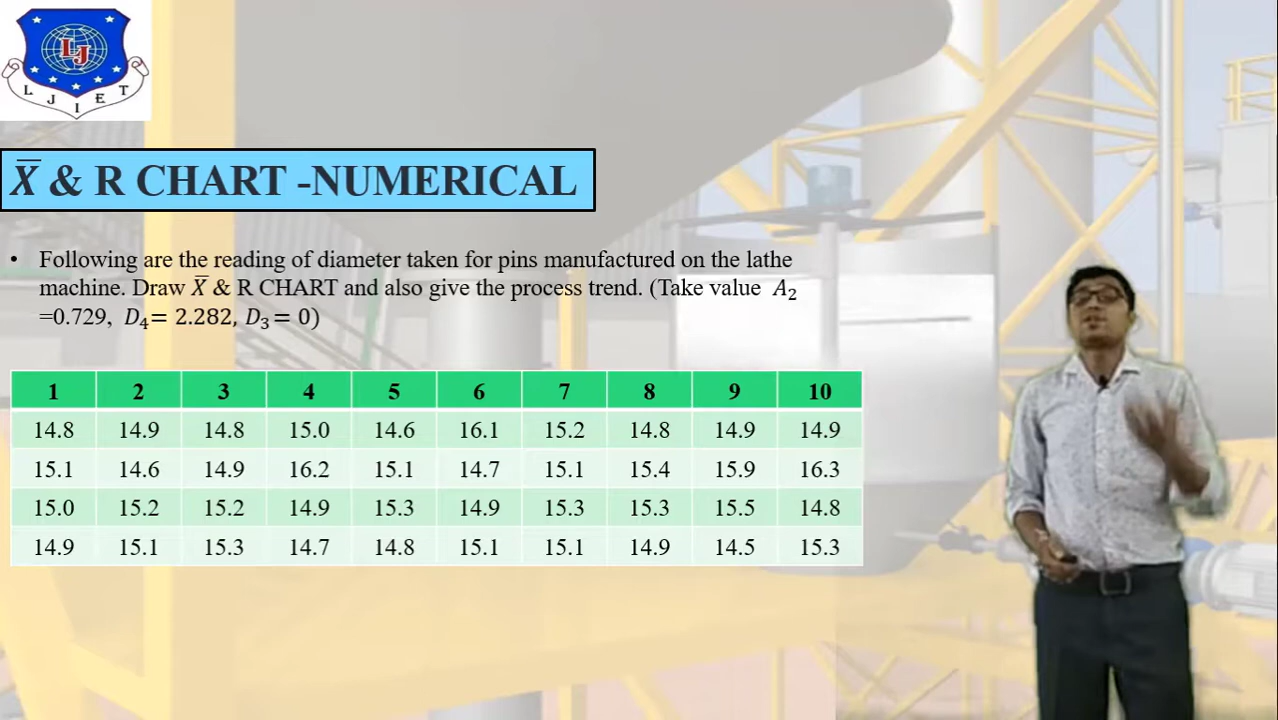 LJ
L J I E T
X̅ & R CHART -NUMERICAL
• Following are the reading of diameter taken for pins manufactured on the lathe
machine. Draw X̅ & R CHART and also give the process trend. (Take value A₂
=0.729, D₄= 2.282, D₃ = 0)
1 2 3 4 5 6 7 8 9 10
14.8 14.9 14.8 15.0 14.6 16.1 15.2 14.8 14.9 14.9
15.1 14.6 14.9 16.2 15.1 14.7 15.1 15.4 15.9 16.3
15.0 15.2 15.2 14.9 15.3 14.9 15.3 15.3 15.5 14.8
14.9 15.1 15.3 14.7 14.8 15.1 15.1 14.9 14.5 15.3